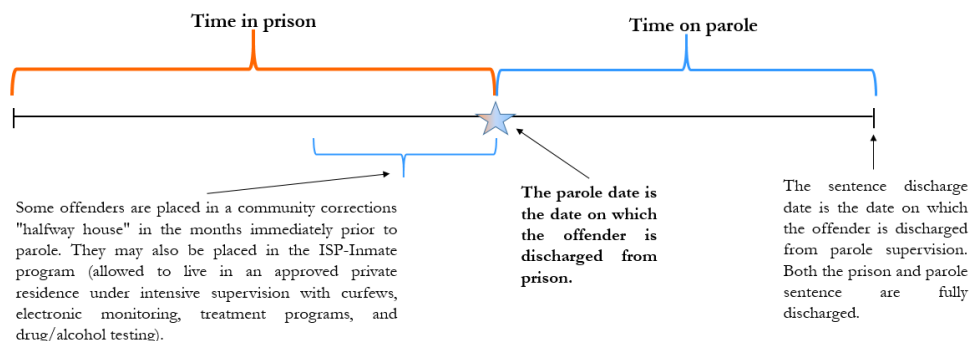 Time in prison
Time on parole
Some offenders are placed in a community corrections
"halfway house" in the months immediately prior to
parole. They may also be placed in the ISP-Inmate
program (allowed to live in an approved private
residence under intensive supervision with curfews,
electronic monitoring, treatment programs, and
drug/alcohol testing).
The parole date is
the date on which
the offender is
discharged from
prison.
The sentence discharge
date is the date on which
the offender is discharged
from parole supervision.
Both the prison and parole
sentence are fully
discharged.